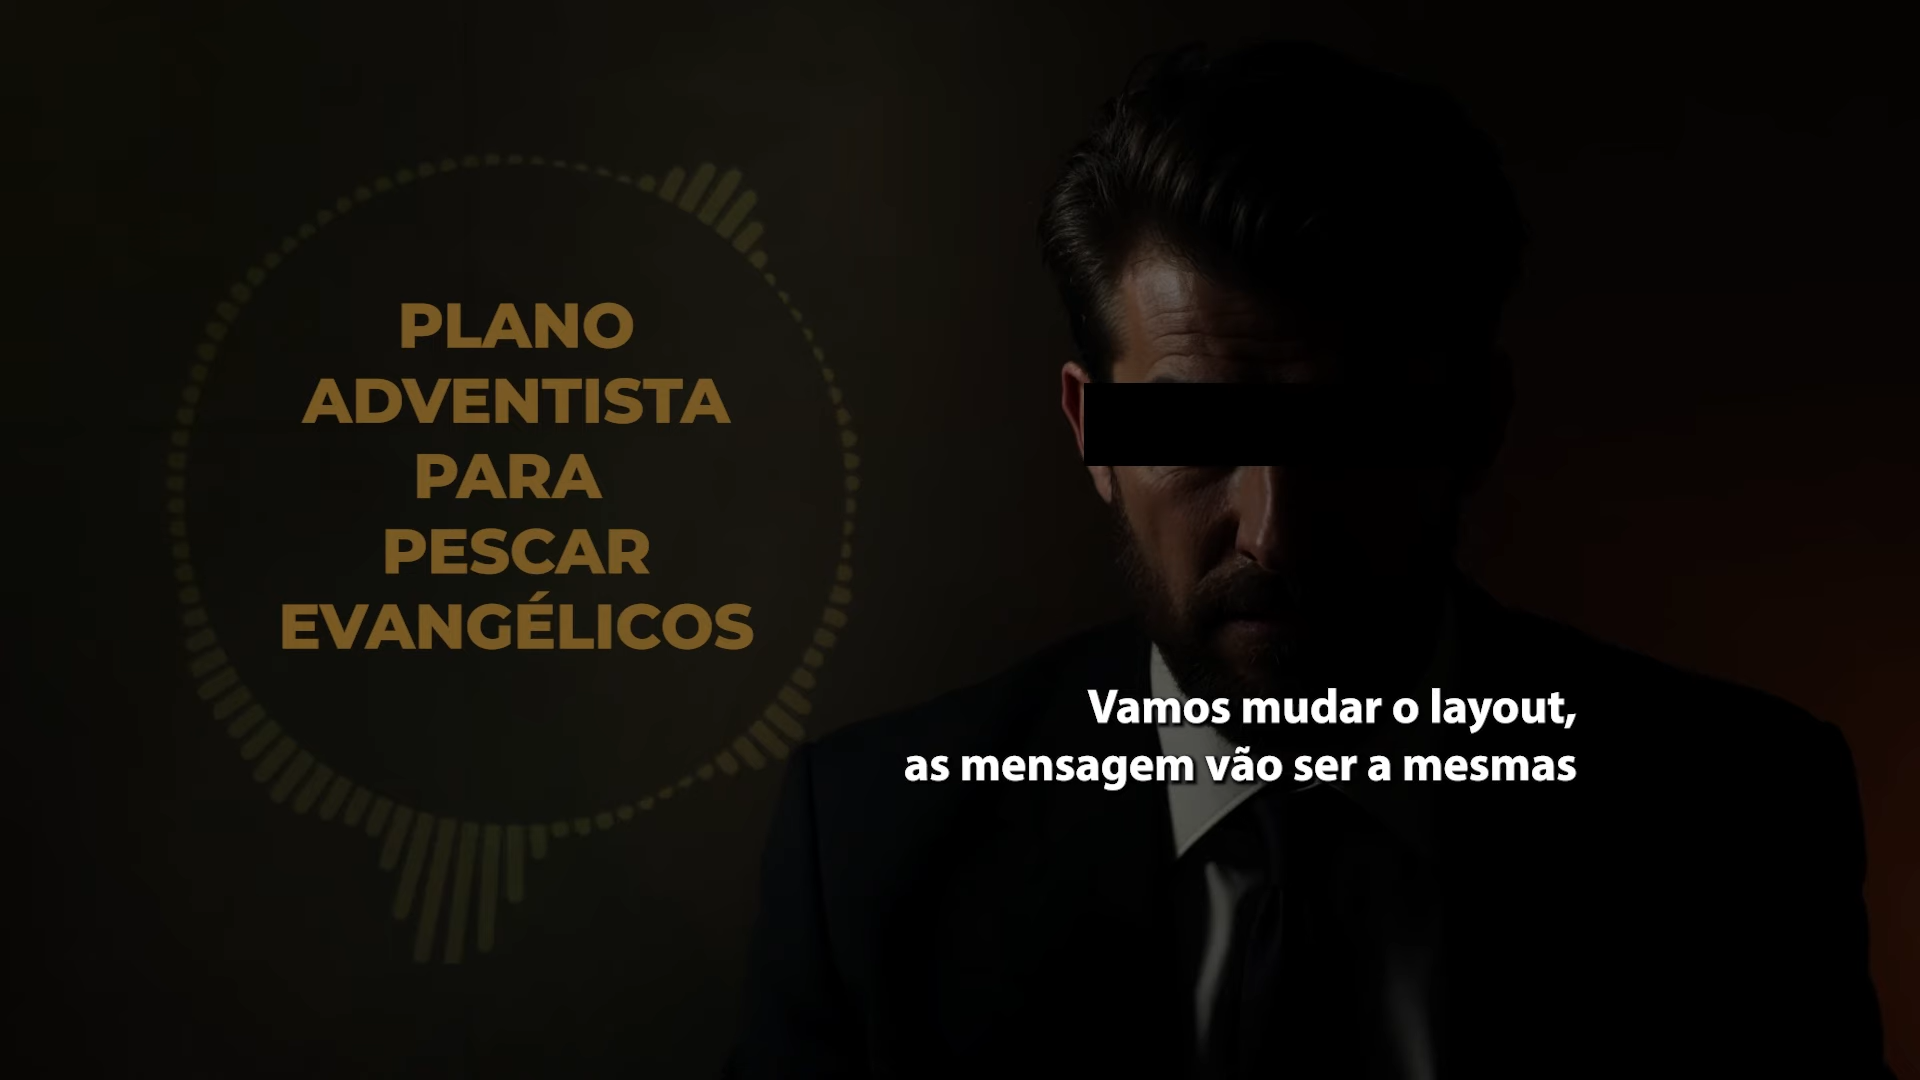 PLANO
ADVENTISTA
PARA
PESCAR
EVANGÉLICOS
Vamos mudar o layout,
as mensagem vão ser a mesmas